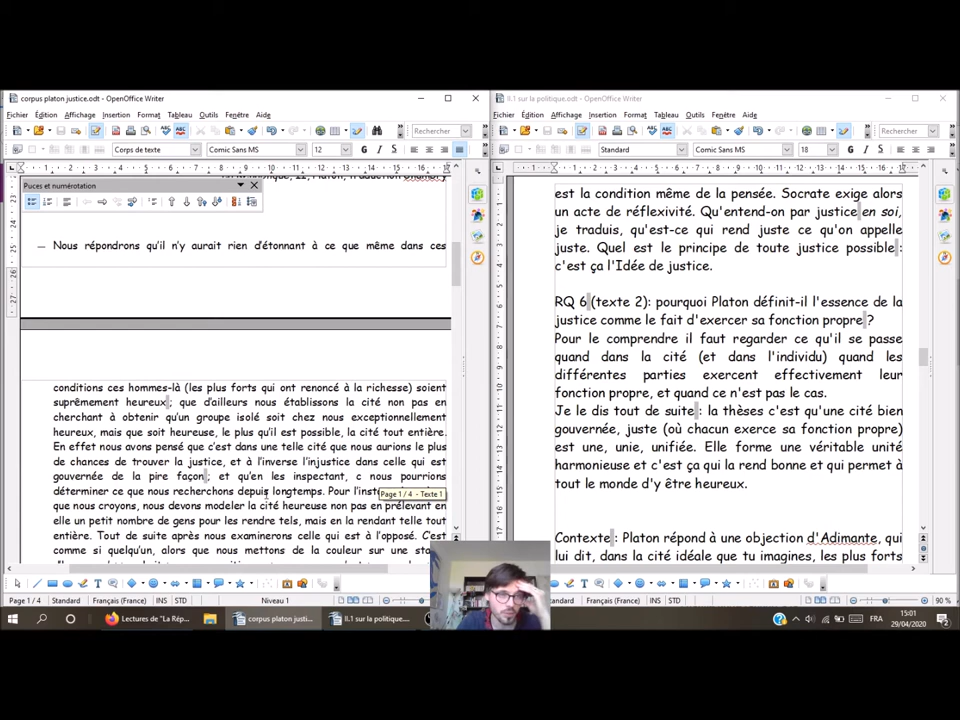 corpus platon justice.odt - OpenOffice Writer
Fichier Édition Affichage Insertion Format Tableau Outils Fenêtre Aide
Rechercher
Corps de texte Comic Sans MS 12
Puces et numérotation
— Nous répondrons qu'il n'y aurait rien d'étonnant à ce que même dans ces
conditions ces hommes-là (les plus forts qui ont renoncé à la richesse) soient
suprêmement heureux ; que d'ailleurs nous établissons la cité non pas en
cherchant à obtenir qu'un groupe isolé soit chez nous exceptionnellement
heureux, mais que soit heureuse, le plus qu'il est possible, la cité tout entière.
En effet nous avons pensé que c'est dans une telle cité que nous aurions le plus
de chances de trouver la justice, et à l'inverse l'injustice dans celle qui est
gouvernée de la pire façon ; et qu'en les inspectant, c nous pourrions
déterminer ce que nous recherchons depuis longtemps. Pour l'inst
Page 1/4 - Texte 1
que nous croyons, nous devons modeler la cité heureuse non pas en prélevant en
elle un petit nombre de gens pour les rendre tels, mais en la rendant telle tout
entière. Tout de suite après nous examinerons celle qui est à l'opposé. C'est
comme si quelqu'un, alors que nous mettons de la couleur sur une
Page 1 / 4 Standard Français (France) INS STD Niveau 1
II.1 sur la politique.odt - OpenOffice Writer
Fichier Édition Affichage Insertion Format Tableau Outils Fenêtre Aide
Rechercher
Standard Comic Sans MS 18
est la condition même de la pensée. Socrate exige alors
un acte de réflexivité. Qu'entend-on par justice en soi,
je traduis, qu'est-ce qui rend juste ce qu'on appelle
juste. Quel est le principe de toute justice possible :
c'est ça l'Idée de justice.
RQ 6 (texte 2): pourquoi Platon définit-il l'essence de la
justice comme le fait d'exercer sa fonction propre ?
Pour le comprendre il faut regarder ce qu'il se passe
quand dans la cité (et dans l'individu) quand les
différentes parties exercent effectivement leur
fonction propre, et quand ce n'est pas le cas.
Je le dis tout de suite : la thèses c'est qu'une cité bien
gouvernée, juste (où chacun exerce sa fonction propre)
est une, unie, unifiée. Elle forme une véritable unité
harmonieuse et c'est ça qui la rend bonne et qui permet à
tout le monde d'y être heureux.
Contexte : Platon répond à une objection d'Adimante, qui
lui dit, dans la cité idéale que tu imagines, les plus forts
Standard Français (France) INS STD 90 %
Lectures de "La Rép... corpus platon justi... II.1 sur la politique.... FRA 15:01
29/04/2020